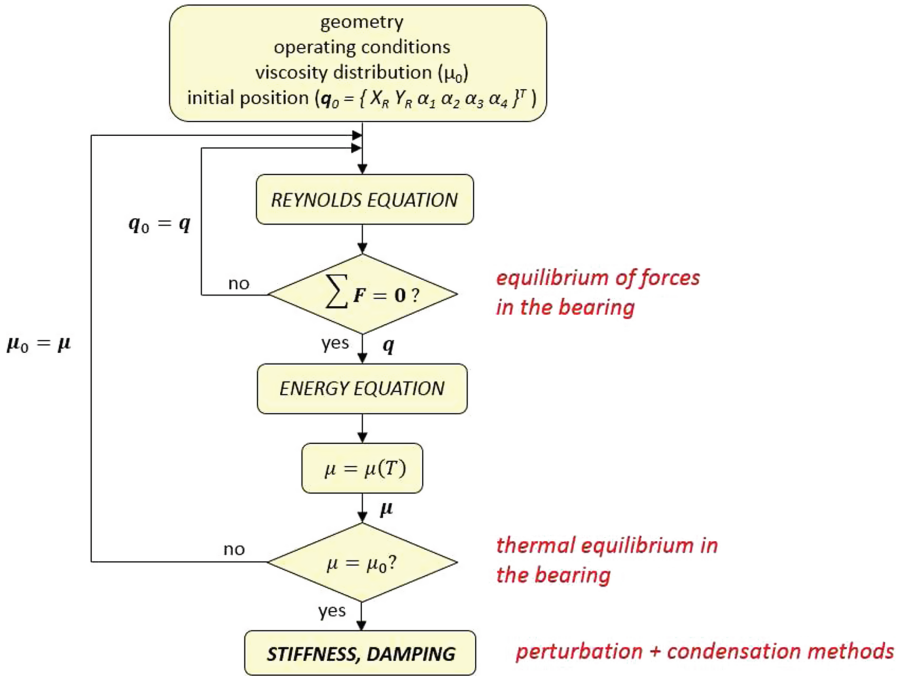 geometry
operating conditions
viscosity distribution (μ₀)
initial position (q₀ = { X_R Y_R α₁ α₂ α₃ α₄ }ᵀ )
REYNOLDS EQUATION
q₀ = q
no
∑ F = 0 ?
equilibrium of forces
in the bearing
yes
q
μ₀ = μ
ENERGY EQUATION
μ = μ(T)
μ
no
μ = μ₀?
thermal equilibrium in
the bearing
yes
STIFFNESS, DAMPING
perturbation + condensation methods